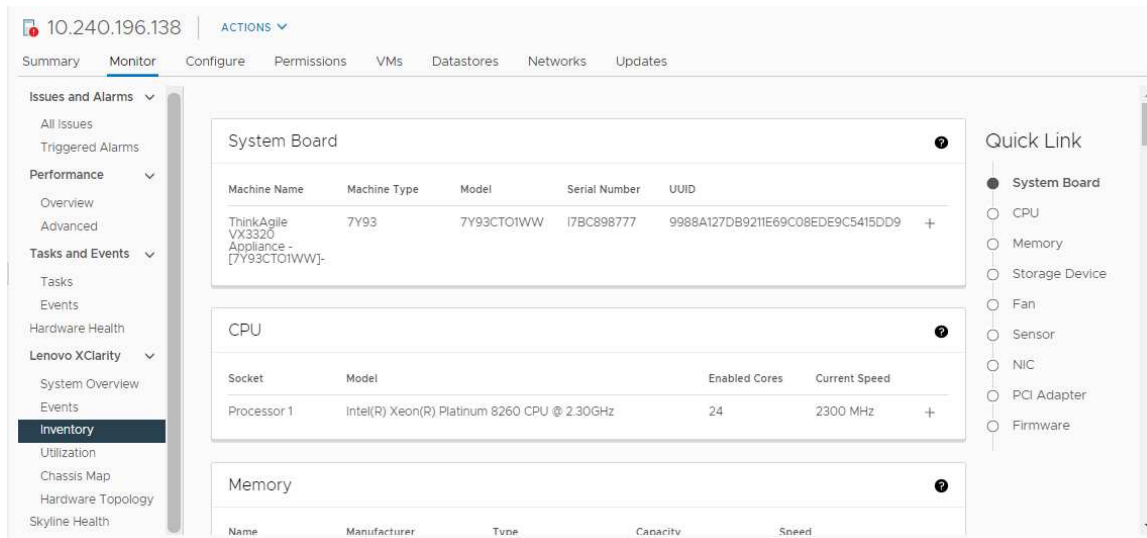 10.240.196.138 ACTIONS
Summary Monitor Configure Permissions VMs Datastores Networks Updates
Issues and Alarms
All Issues
Triggered Alarms
Performance
Overview
Advanced
Tasks and Events
Tasks
Events
Hardware Health
Lenovo XClarity
System Overview
Events
Inventory
Utilization
Chassis Map
Hardware Topology
Skyline Health
System Board ?
Machine Name Machine Type Model Serial Number UUID
ThinkAgile 7Y93 7Y93CTO1WW I7BC898777 9988A127DB9211E69C08EDE9C5415DD9 +
VX3320
Appliance -
[7Y93CTO1WW]-
CPU ?
Socket Model Enabled Cores Current Speed
Processor 1 Intel(R) Xeon(R) Platinum 8260 CPU @ 2.30GHz 24 2300 MHz +
Memory ?
Name Manufacturer Type Capacity Speed
Quick Link
System Board
CPU
Memory
Storage Device
Fan
Sensor
NIC
PCI Adapter
Firmware